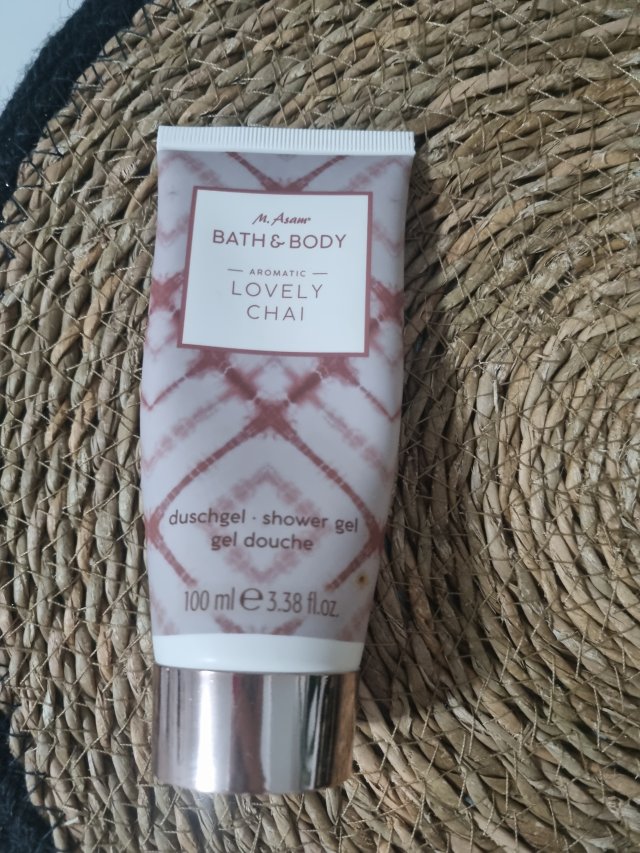 M. Asam®
BATH & BODY
— AROMATIC —
LOVELY
CHAI
duschgel · shower gel
gel douche
100 ml ℮ 3.38 fl.oz.